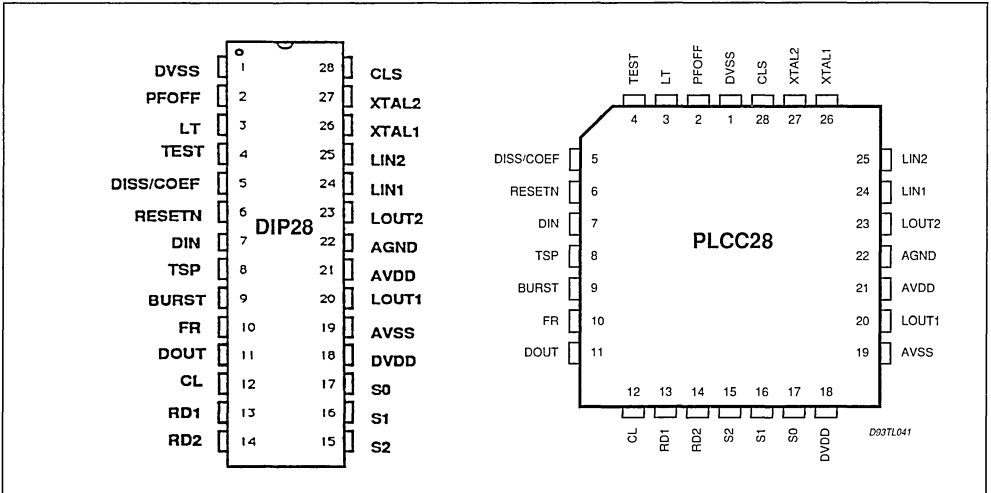 DVSS 1 28 CLS
PFOFF 2 27 XTAL2
LT 3 26 XTAL1
TEST 4 25 LIN2
DISS/COEF 5 24 LIN1
RESETN 6 23 LOUT2
DIP28
DIN 7 22 AGND
TSP 8 21 AVDD
BURST 9 20 LOUT1
FR 10 19 AVSS
DOUT 11 18 DVDD
CL 12 17 S0
RD1 13 16 S1
RD2 14 15 S2
TEST LT PFOFF DVSS CLS XTAL2 XTAL1
4 3 2 1 28 27 26
DISS/COEF 5 25 LIN2
RESETN 6 24 LIN1
DIN 7 23 LOUT2
PLCC28
TSP 8 22 AGND
BURST 9 21 AVDD
FR 10 20 LOUT1
DOUT 11 19 AVSS
12 13 14 15 16 17 18
CL RD1 RD2 S2 S1 S0 DVDD
D93TL041